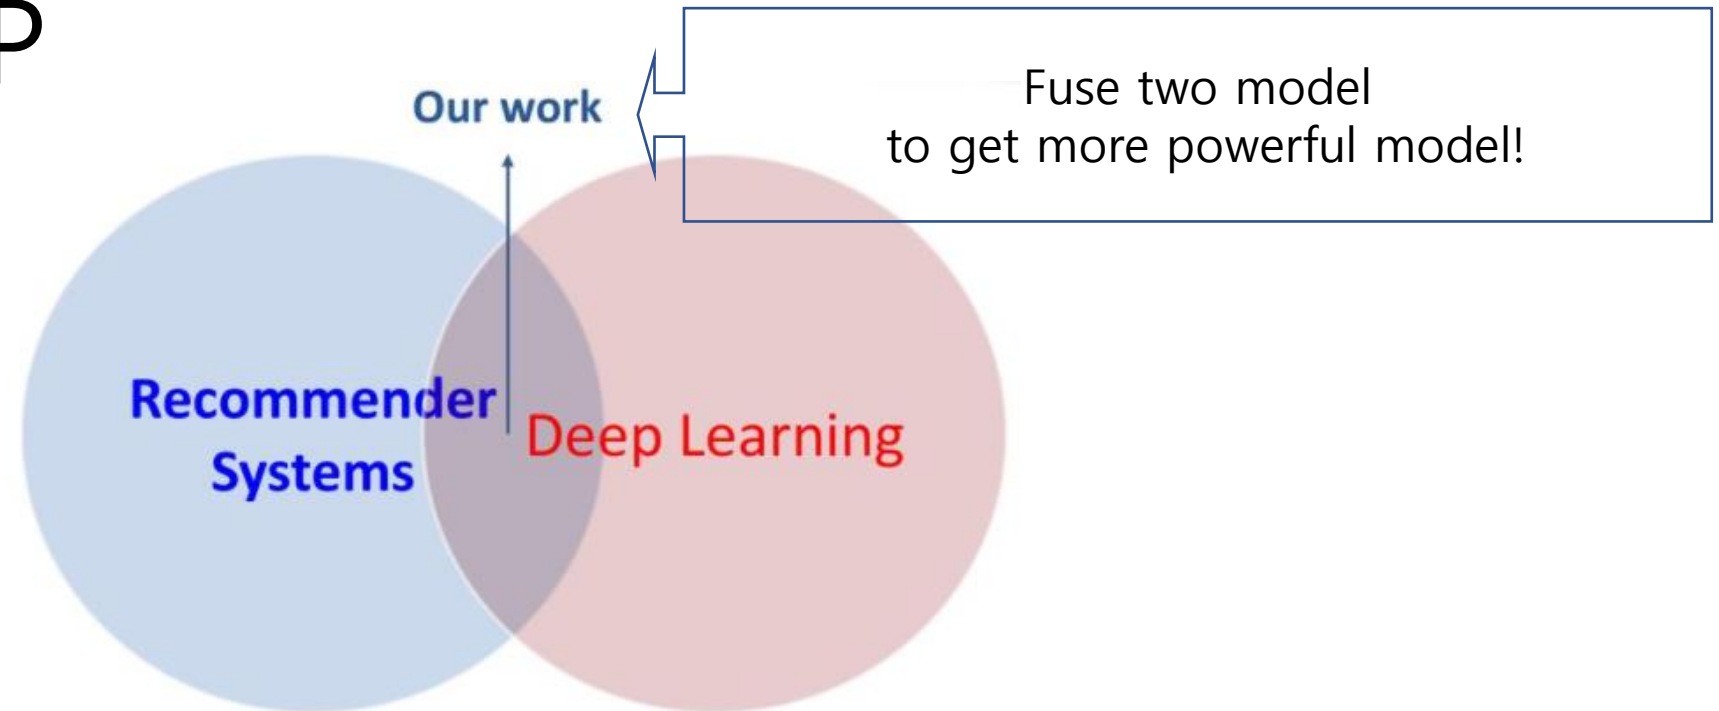 P
Our work
Fuse two model
to get more powerful model!
Recommender
Systems
Deep Learning